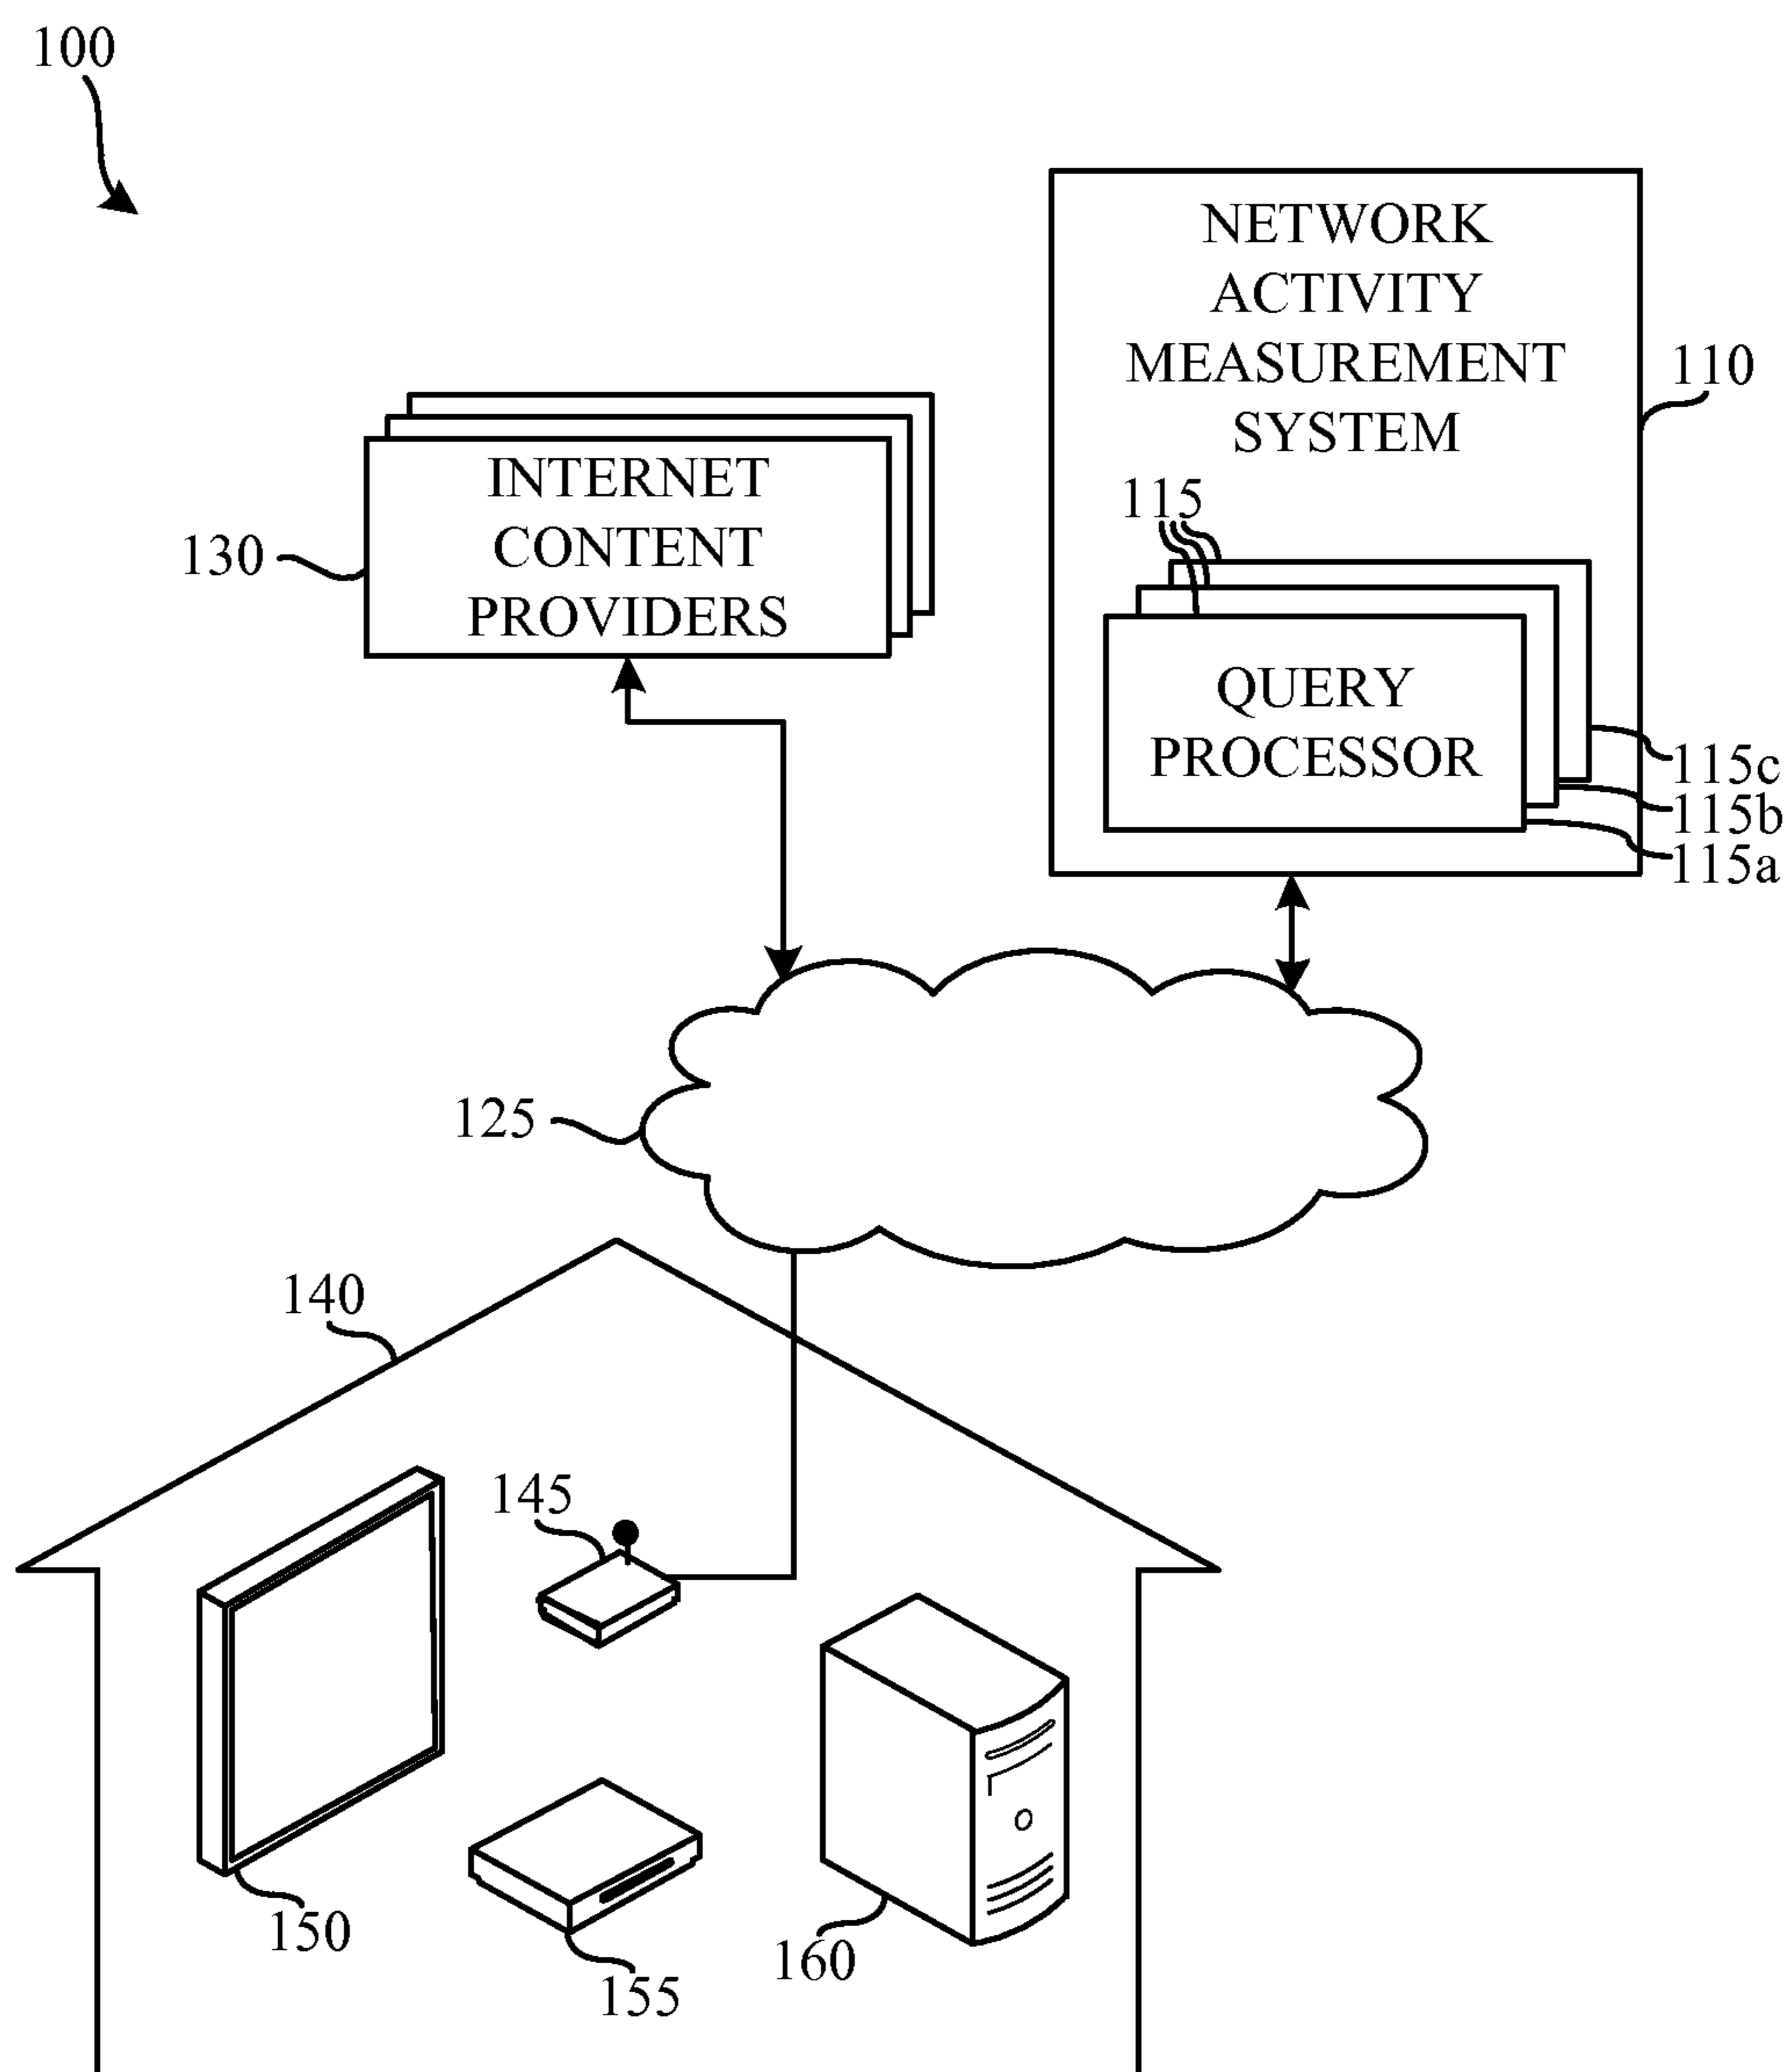 100
NETWORK
ACTIVITY
MEASUREMENT
SYSTEM
110
INTERNET
CONTENT
PROVIDERS
130
115
QUERY
PROCESSOR
115c
115b
115a
125
140
145
150
155
160